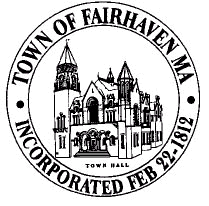 TOWN OF FAIRHAVEN MA
TOWN HALL
• INCORPORATED FEB 22-1812 •